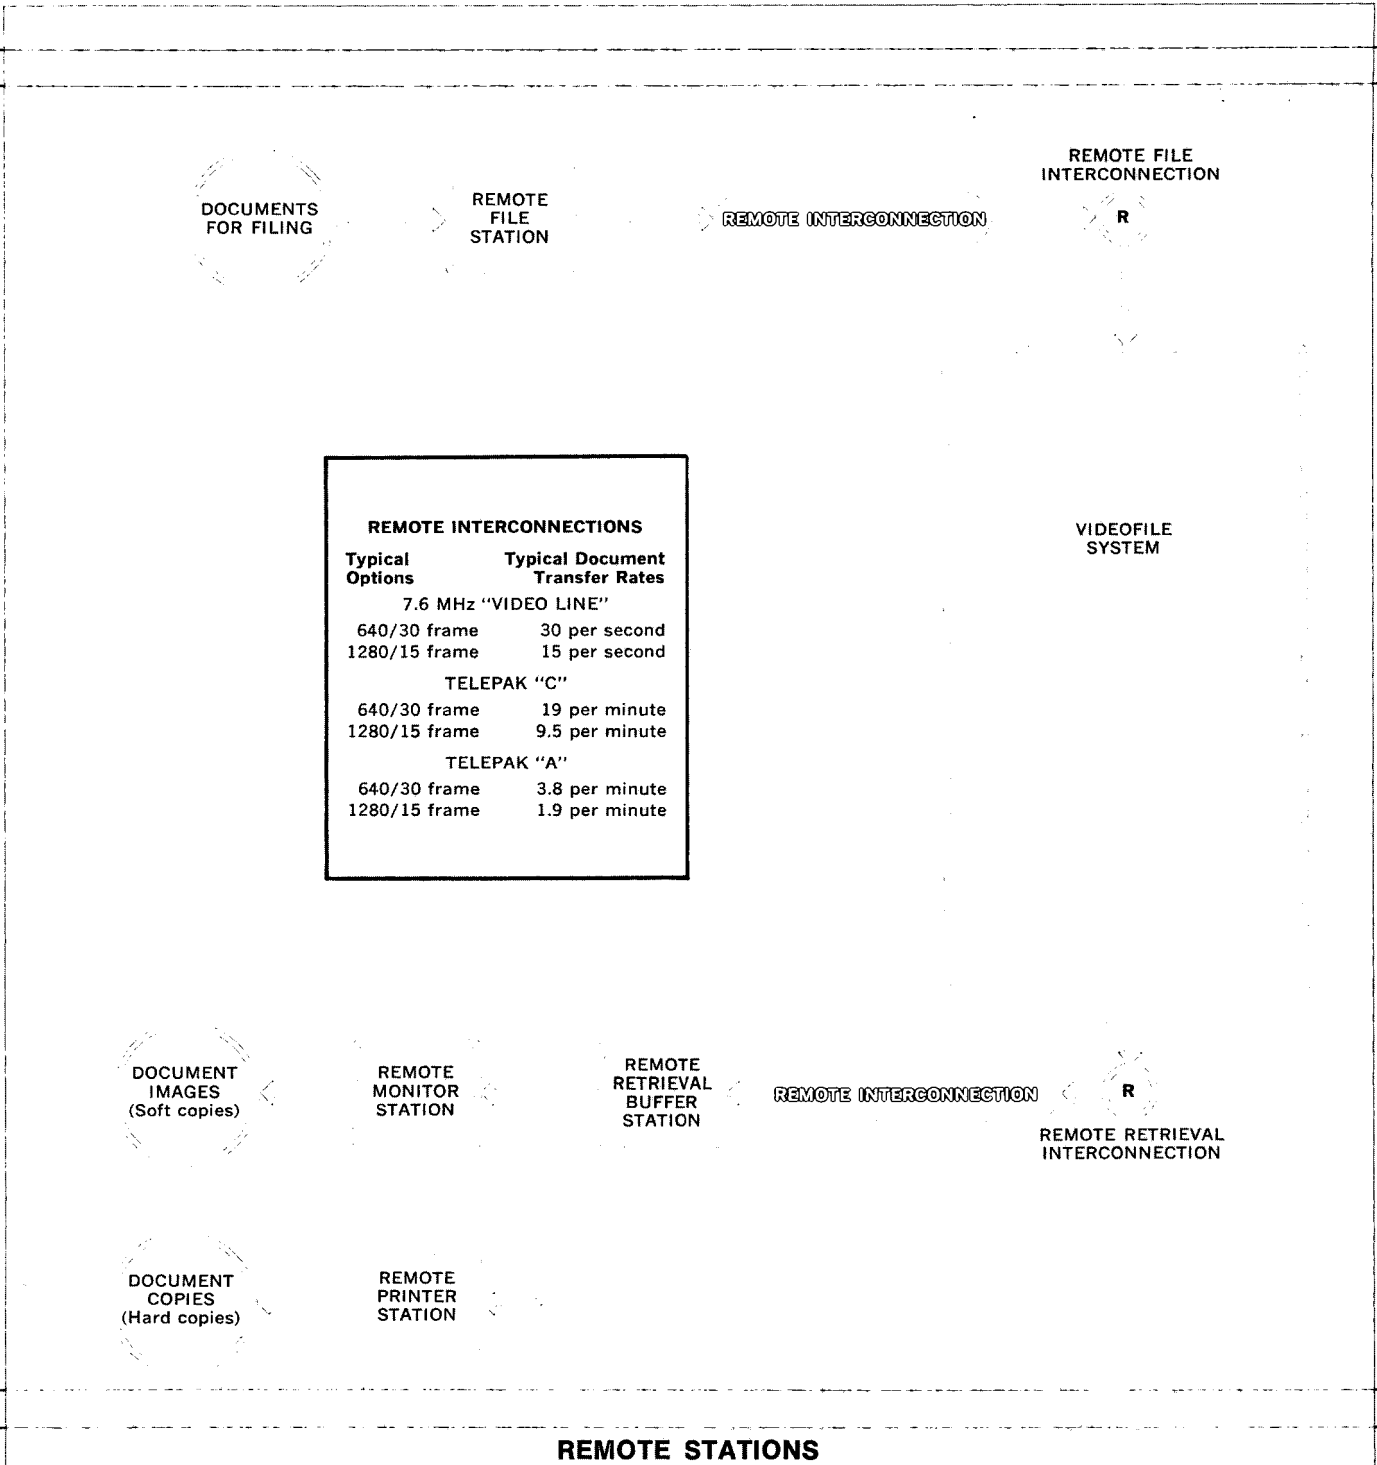 REMOTE FILE
INTERCONNECTION
R
DOCUMENTS
FOR FILING
REMOTE
FILE
STATION
REMOTE INTERCONNECTION
REMOTE INTERCONNECTIONS
Typical Options
Typical Document Transfer Rates
7.6 MHz “VIDEO LINE”
640/30 frame 30 per second
1280/15 frame 15 per second
TELEPAK “C”
640/30 frame 19 per minute
1280/15 frame 9.5 per minute
TELEPAK “A”
640/30 frame 3.8 per minute
1280/15 frame 1.9 per minute
VIDEOFILE
SYSTEM
DOCUMENT
IMAGES
(Soft copies)
REMOTE
MONITOR
STATION
REMOTE
RETRIEVAL
BUFFER
STATION
REMOTE INTERCONNECTION
R
REMOTE RETRIEVAL
INTERCONNECTION
DOCUMENT
COPIES
(Hard copies)
REMOTE
PRINTER
STATION
REMOTE STATIONS